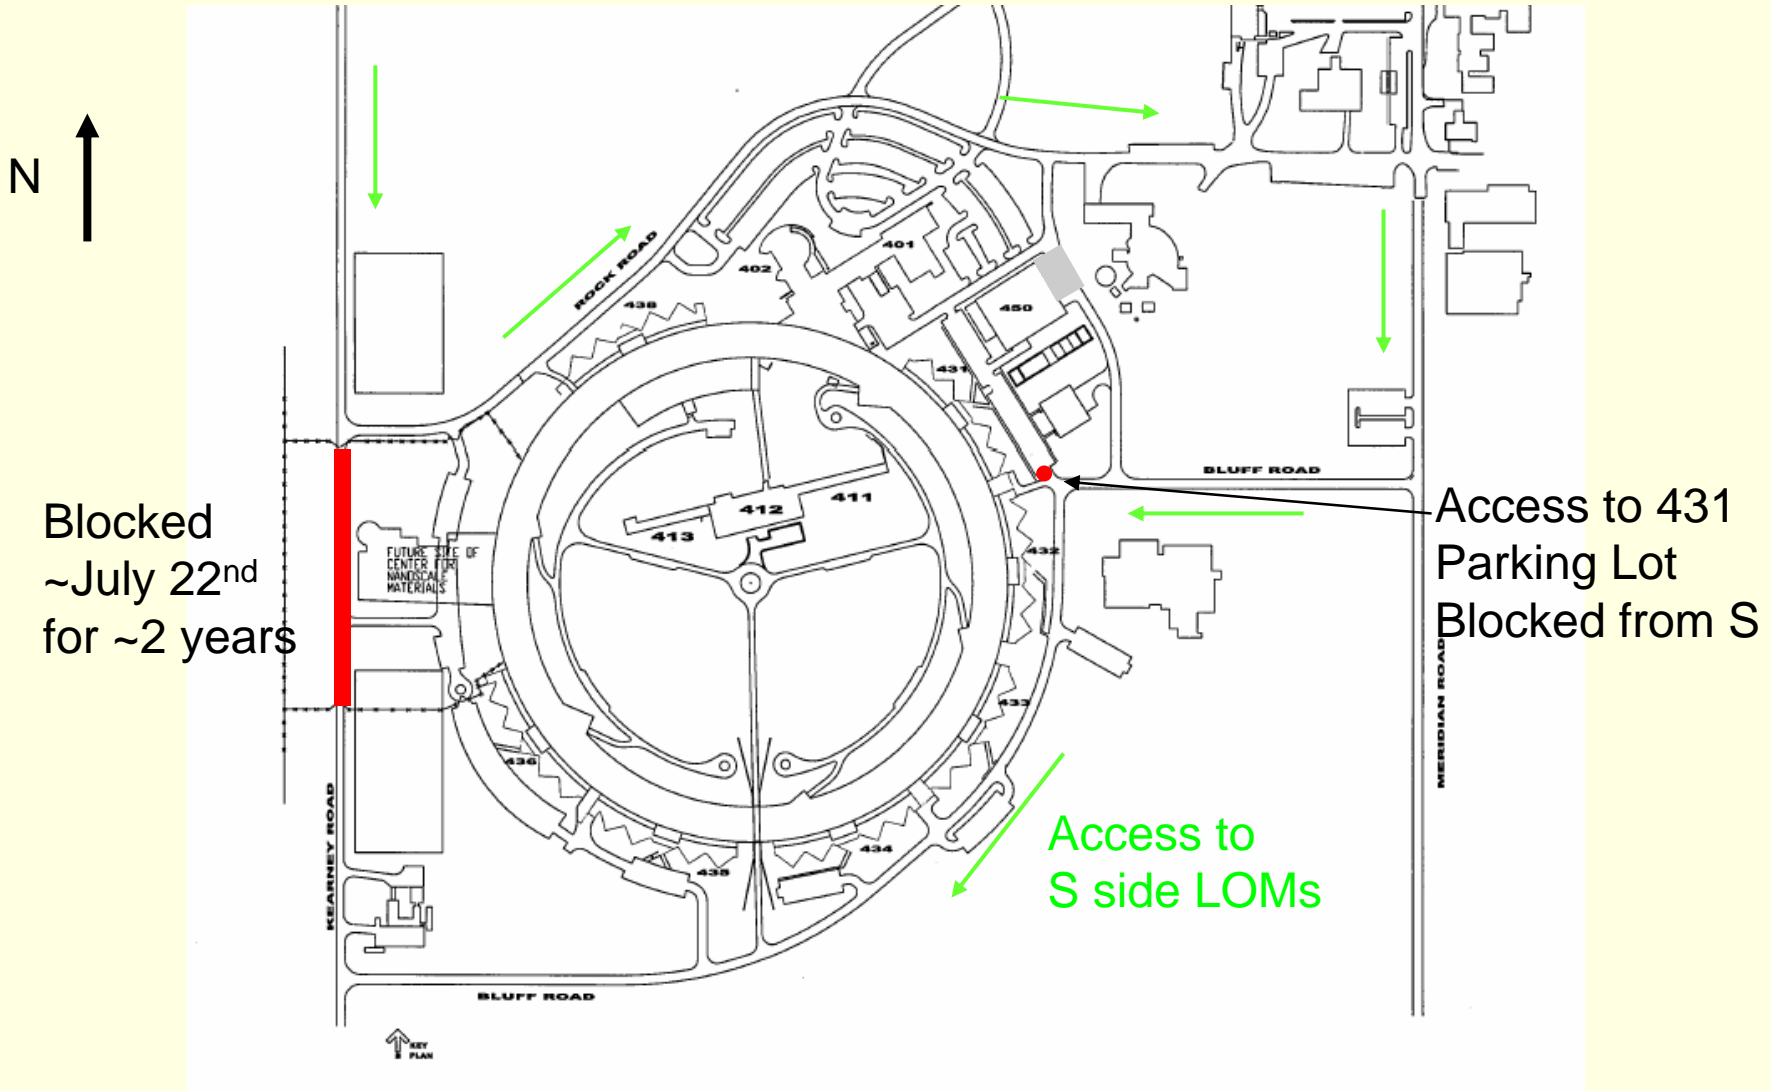 N
ROCK ROAD
401
402
438
450
431
BLUFF ROAD
Access to 431
Parking Lot
Blocked from S
Blocked
~July 22nd
for ~2 years
412
411
413
FUTURE SITE OF
CENTER FOR
NANOSCALE
MATERIALS
432
433
MERIDIAN ROAD
436
KEARNEY ROAD
434
435
Access to
S side LOMs
BLUFF ROAD
KEY
PLAN